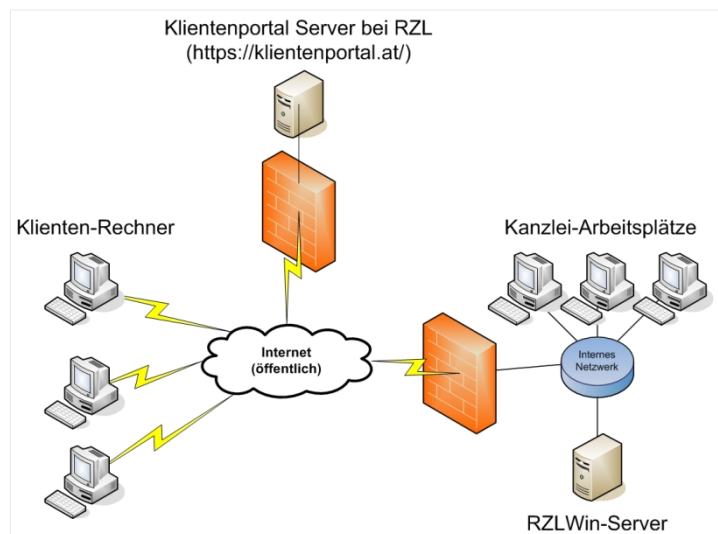 Klientenportal Server bei RZL
(https://klientenportal.at/)
Klienten-Rechner
Kanzlei-Arbeitsplätze
Internet
(öffentlich)
Internes
Netzwerk
RZLWin-Server